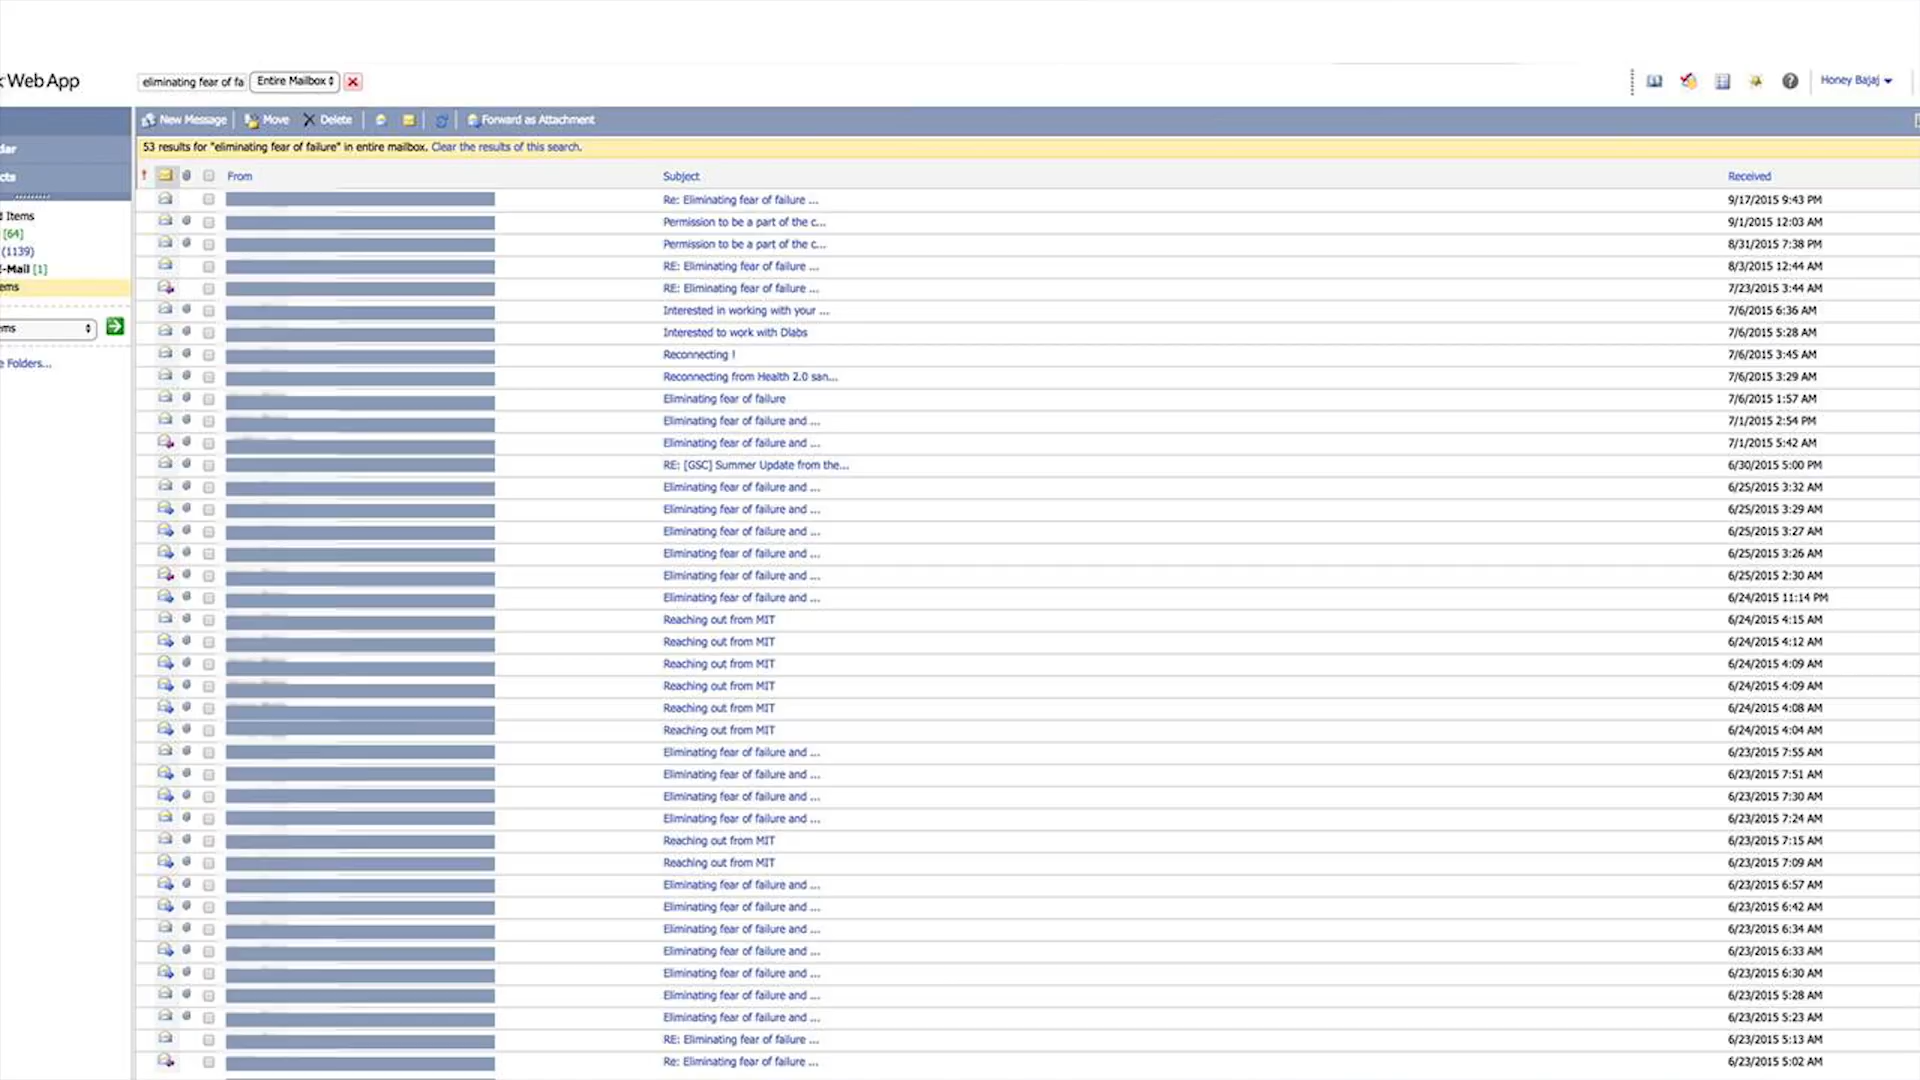 Web App eliminating fear of fa Entire Mailbox Honey Bajaj
New Message Move Delete Forward as Attachment
53 results for "eliminating fear of failure" in entire mailbox. Clear the results of this search.
dar
cts
d Items
[64]
(1139)
E-Mail [1]
ems
ems
e Folders...
From Subject Received
Re: Eliminating fear of failure ... 9/17/2015 9:43 PM
Permission to be a part of the c... 9/1/2015 12:03 AM
Permission to be a part of the c... 8/31/2015 7:38 PM
RE: Eliminating fear of failure ... 8/3/2015 12:44 AM
RE: Eliminating fear of failure ... 7/23/2015 3:44 AM
Interested in working with your ... 7/6/2015 6:36 AM
Interested to work with Dlabs 7/6/2015 5:28 AM
Reconnecting ! 7/6/2015 3:45 AM
Reconnecting from Health 2.0 san... 7/6/2015 3:29 AM
Eliminating fear of failure 7/6/2015 1:57 AM
Eliminating fear of failure and ... 7/1/2015 2:54 PM
Eliminating fear of failure and ... 7/1/2015 5:42 AM
RE: [GSC] Summer Update from the... 6/30/2015 5:00 PM
Eliminating fear of failure and ... 6/25/2015 3:32 AM
Eliminating fear of failure and ... 6/25/2015 3:29 AM
Eliminating fear of failure and ... 6/25/2015 3:27 AM
Eliminating fear of failure and ... 6/25/2015 3:26 AM
Eliminating fear of failure and ... 6/25/2015 2:30 AM
Eliminating fear of failure and ... 6/24/2015 11:14 PM
Reaching out from MIT 6/24/2015 4:15 AM
Reaching out from MIT 6/24/2015 4:12 AM
Reaching out from MIT 6/24/2015 4:09 AM
Reaching out from MIT 6/24/2015 4:09 AM
Reaching out from MIT 6/24/2015 4:08 AM
Reaching out from MIT 6/24/2015 4:04 AM
Eliminating fear of failure and ... 6/23/2015 7:55 AM
Eliminating fear of failure and ... 6/23/2015 7:51 AM
Eliminating fear of failure and ... 6/23/2015 7:30 AM
Eliminating fear of failure and ... 6/23/2015 7:24 AM
Reaching out from MIT 6/23/2015 7:15 AM
Reaching out from MIT 6/23/2015 7:09 AM
Eliminating fear of failure and ... 6/23/2015 6:57 AM
Eliminating fear of failure and ... 6/23/2015 6:42 AM
Eliminating fear of failure and ... 6/23/2015 6:34 AM
Eliminating fear of failure and ... 6/23/2015 6:33 AM
Eliminating fear of failure and ... 6/23/2015 6:30 AM
Eliminating fear of failure and ... 6/23/2015 5:28 AM
Eliminating fear of failure and ... 6/23/2015 5:23 AM
RE: Eliminating fear of failure ... 6/23/2015 5:13 AM
Re: Eliminating fear of failure ... 6/23/2015 5:02 AM